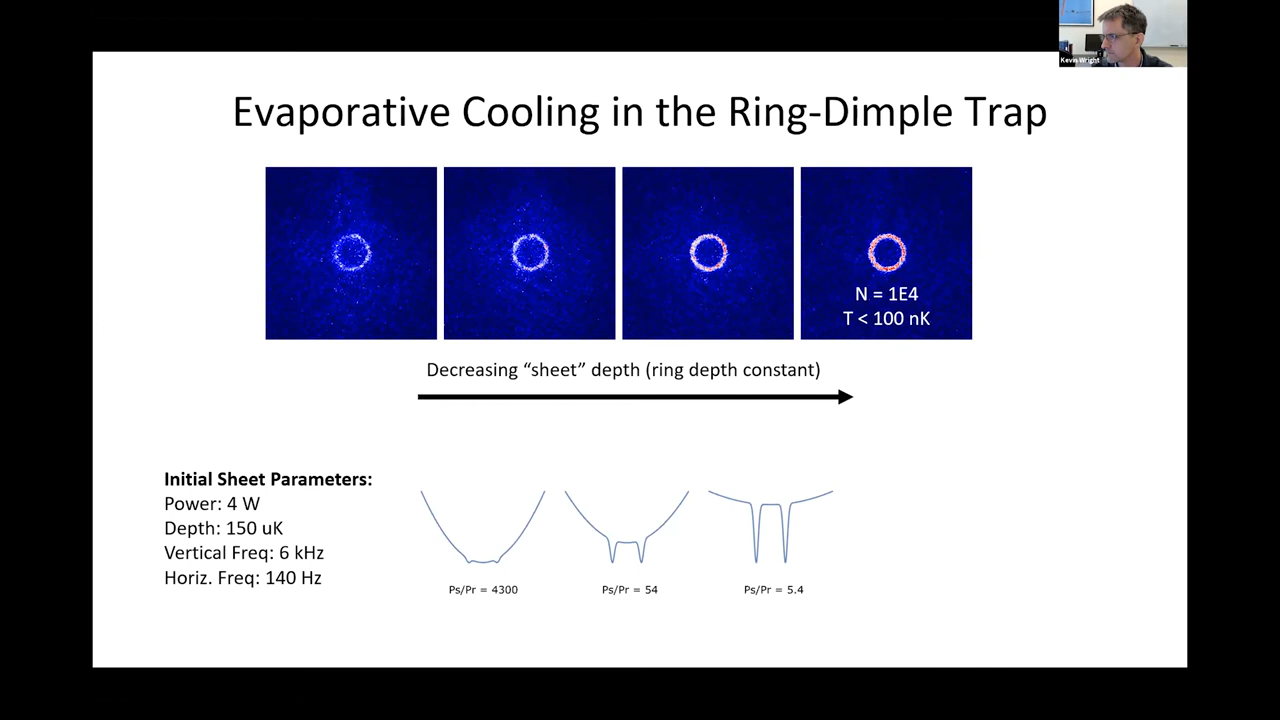 Kevin Wright
Evaporative Cooling in the Ring-Dimple Trap
N = 1E4
T < 100 nK
Decreasing “sheet” depth (ring depth constant)
Initial Sheet Parameters:
Power: 4 W
Depth: 150 uK
Vertical Freq: 6 kHz
Horiz. Freq: 140 Hz
Ps/Pr = 4300
Ps/Pr = 54
Ps/Pr = 5.4